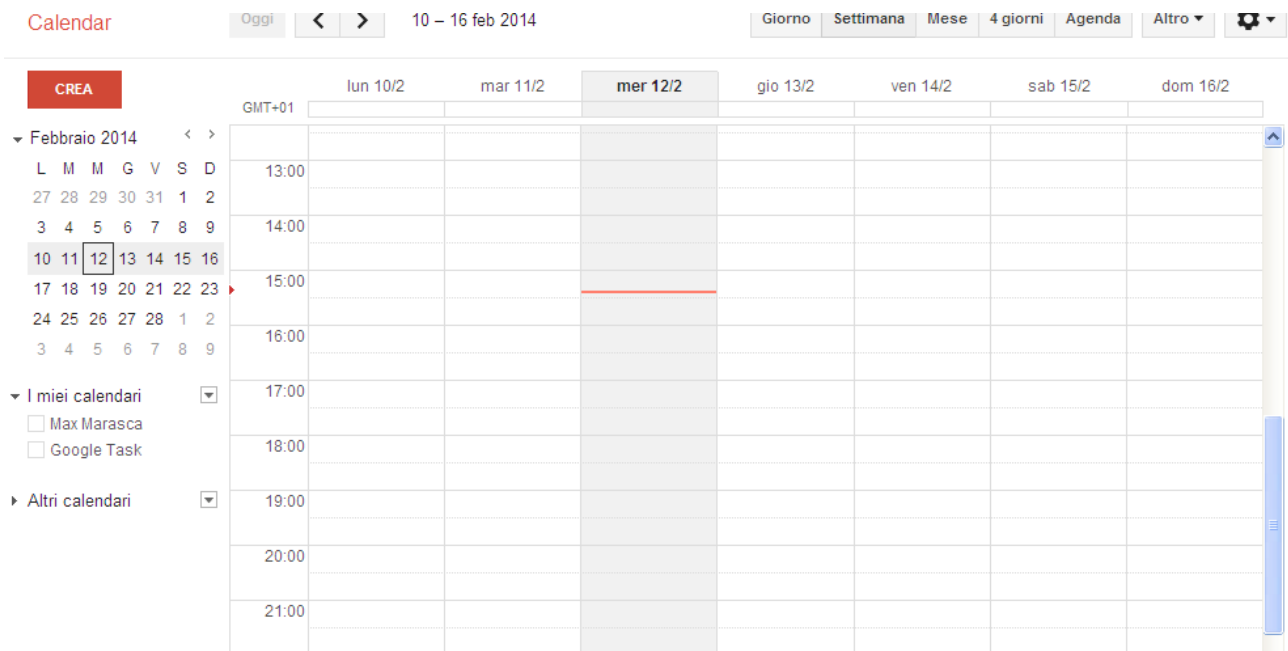 Calendar
Oggi
10 – 16 feb 2014
Giorno Settimana Mese 4 giorni Agenda Altro
CREA
GMT+01
lun 10/2 mar 11/2 mer 12/2 gio 13/2 ven 14/2 sab 15/2 dom 16/2
Febbraio 2014
L M M G V S D
27 28 29 30 31 1 2
3 4 5 6 7 8 9
10 11 12 13 14 15 16
17 18 19 20 21 22 23
24 25 26 27 28 1 2
3 4 5 6 7 8 9
I miei calendari
Max Marasca
Google Task
Altri calendari
13:00
14:00
15:00
16:00
17:00
18:00
19:00
20:00
21:00